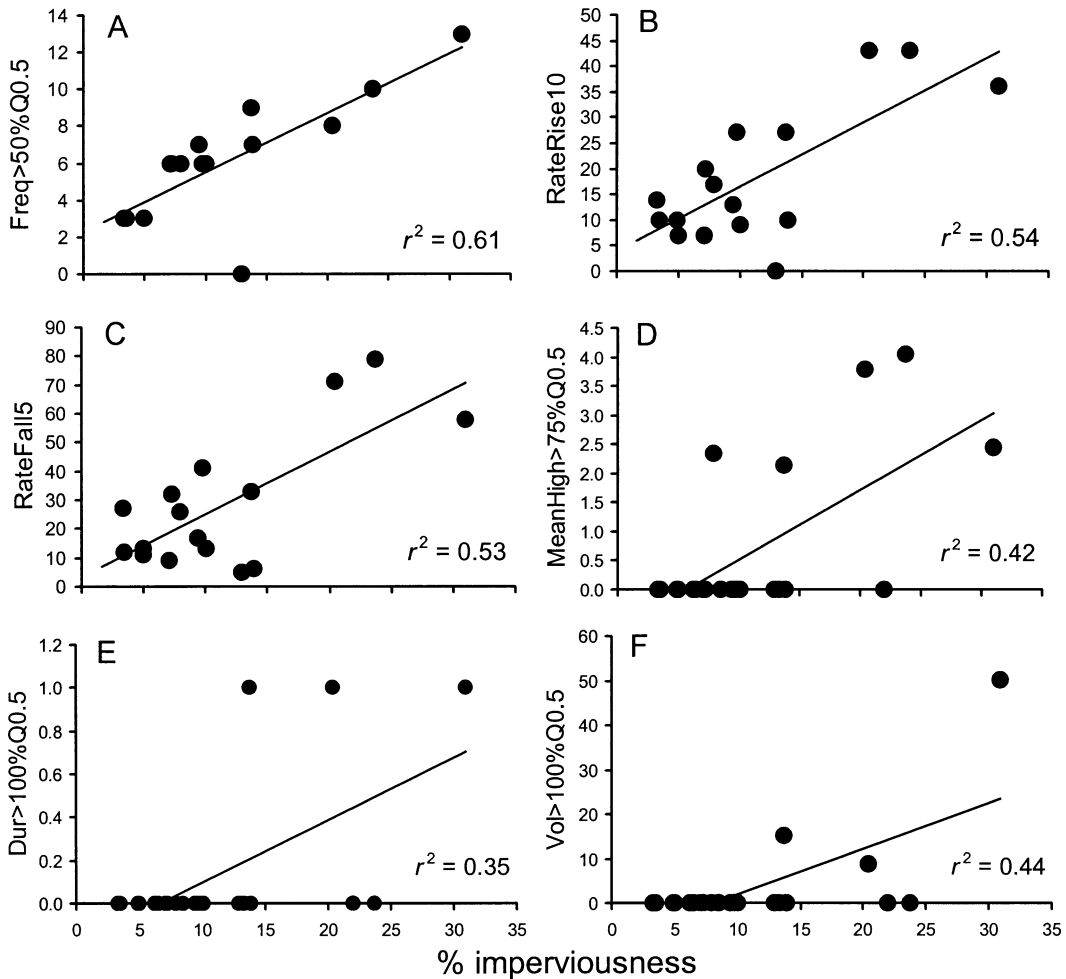 A
Freq>50%Q0.5
14
12
10
8
6
4
2
0
r² = 0.61
B
RateRise10
50
45
40
35
30
25
20
15
10
5
0
r² = 0.54
C
RateFall5
90
80
70
60
50
40
30
20
10
0
r² = 0.53
D
MeanHigh>75%Q0.5
4.5
4.0
3.5
3.0
2.5
2.0
1.5
1.0
0.5
0.0
r² = 0.42
E
Dur>100%Q0.5
1.2
1.0
0.8
0.6
0.4
0.2
0.0
r² = 0.35
0 5 10 15 20 25 30 35
F
Vol>100%Q0.5
60
50
40
30
20
10
0
r² = 0.44
0 5 10 15 20 25 30 35
% imperviousness